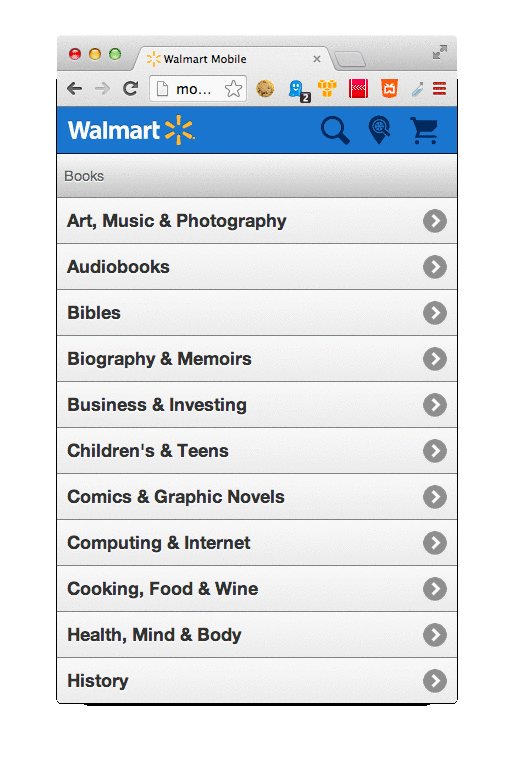 Walmart Mobile
mo...
2
Walmart
Books
Art, Music & Photography
Audiobooks
Bibles
Biography & Memoirs
Business & Investing
Children's & Teens
Comics & Graphic Novels
Computing & Internet
Cooking, Food & Wine
Health, Mind & Body
History